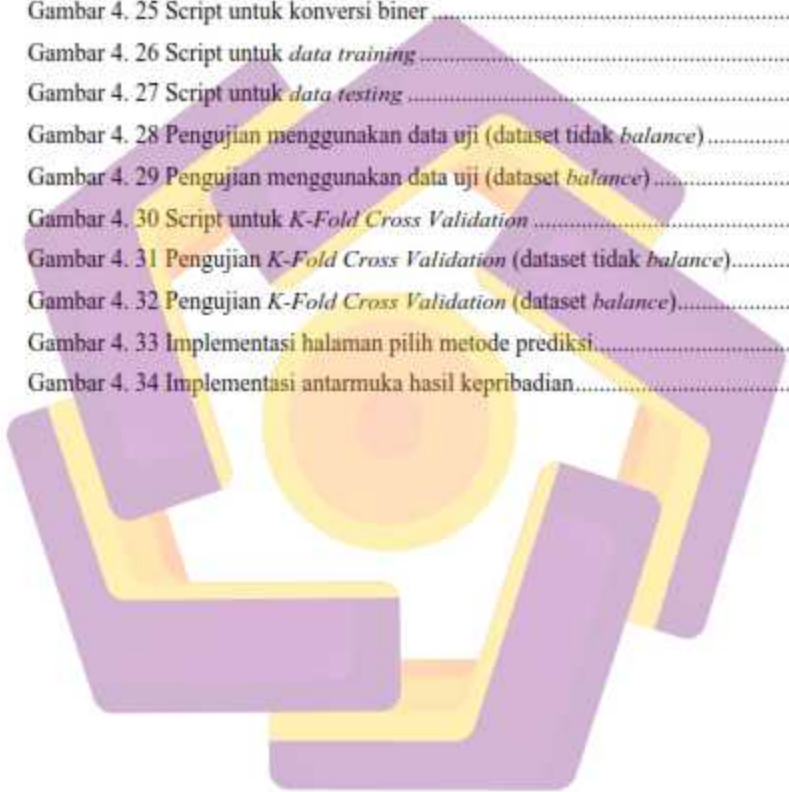 Gambar 4. 25 Script untuk konversi biner..........................................................
Gambar 4. 26 Script untuk data training............................................................
Gambar 4. 27 Script untuk data testing..............................................................
Gambar 4. 28 Pengujian menggunakan data uji (dataset tidak balance)..............
Gambar 4. 29 Pengujian menggunakan data uji (dataset balance)......................
Gambar 4. 30 Script untuk K-Fold Cross Validation..........................................
Gambar 4. 31 Pengujian K-Fold Cross Validation (dataset tidak balance)..........
Gambar 4. 32 Pengujian K-Fold Cross Validation (dataset balance)..................
Gambar 4. 33 Implementasi halaman pilih metode prediksi...............................
Gambar 4. 34 Implementasi antarmuka hasil kepribadian..................................